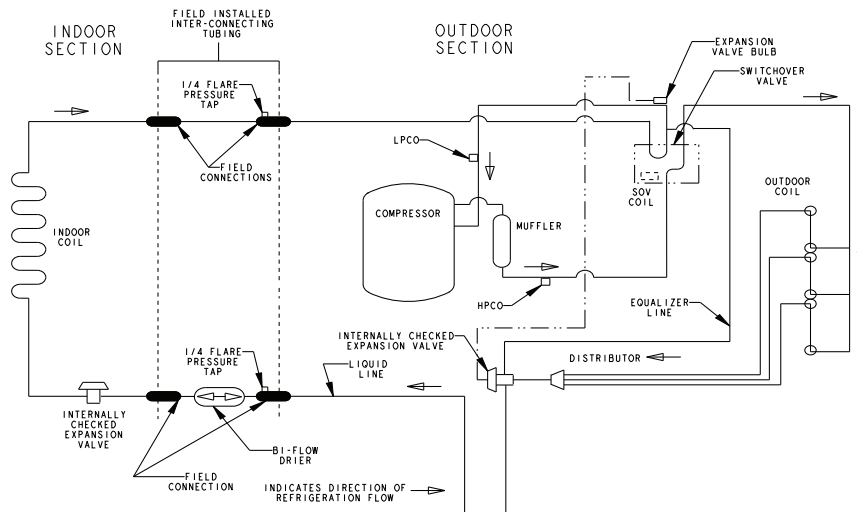 INDOOR
SECTION
FIELD INSTALLED
INTER-CONNECTING
TUBING
OUTDOOR
SECTION
EXPANSION
VALVE BULB
SWITCHOVER
VALVE
1/4 FLARE
PRESSURE
TAP
FIELD
CONNECTIONS
LPCO
COMPRESSOR
MUFFLER
SOV
COIL
OUTDOOR
COIL
INDOOR
COIL
HPCO
EQUALIZER
LINE
INTERNALLY CHECKED
EXPANSION VALVE
DISTRIBUTOR
1/4 FLARE
PRESSURE
TAP
LIQUID
LINE
INTERNALLY
CHECKED
EXPANSION
VALVE
BI-FLOW
DRIER
FIELD
CONNECTION
INDICATES DIRECTION OF
REFRIGERATION FLOW